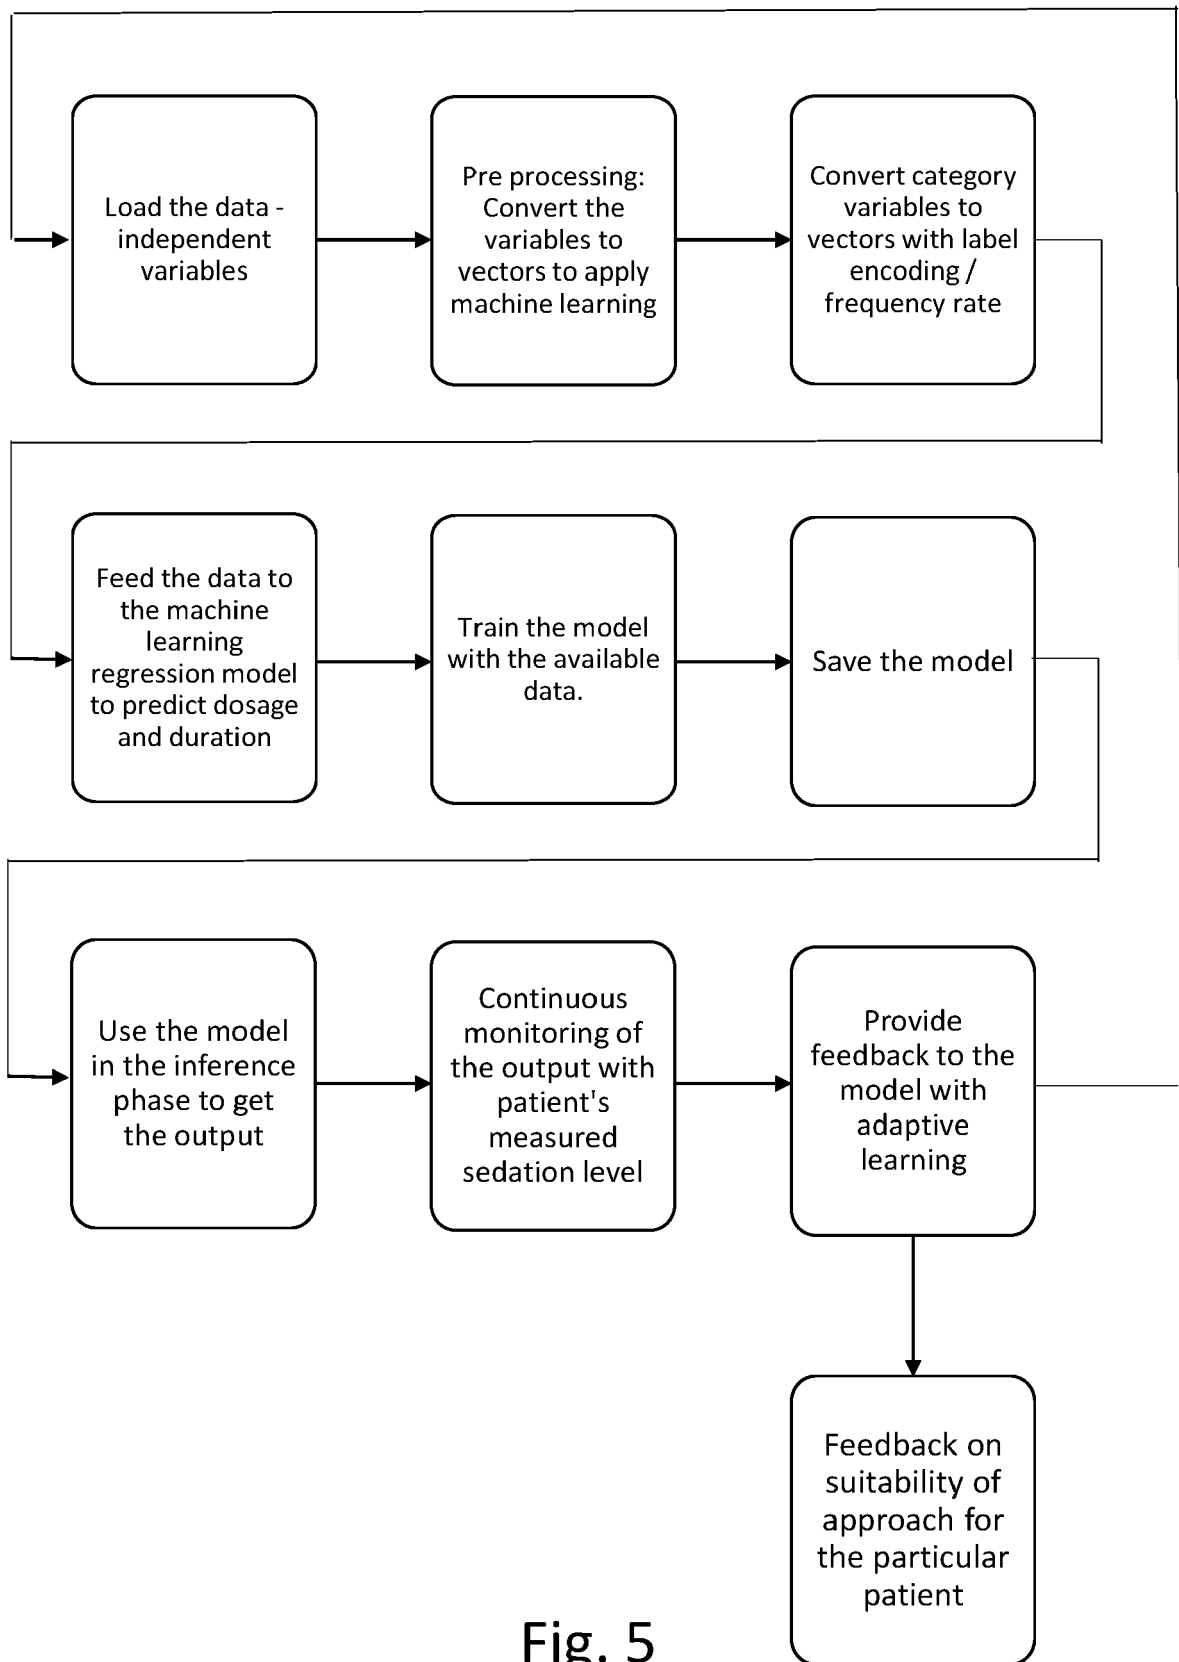 Load the data -
independent
variables
Pre processing:
Convert the
variables to
vectors to apply
machine learning
Convert category
variables to
vectors with label
encoding /
frequency rate
Feed the data to
the machine
learning
regression model
to predict dosage
and duration
Train the model
with the available
data.
Save the model
Use the model
in the inference
phase to get
the output
Continuous
monitoring of
the output with
patient's
measured
sedation level
Provide
feedback to the
model with
adaptive
learning
Feedback on
suitability of
approach for
the particular
patient
Fig. 5